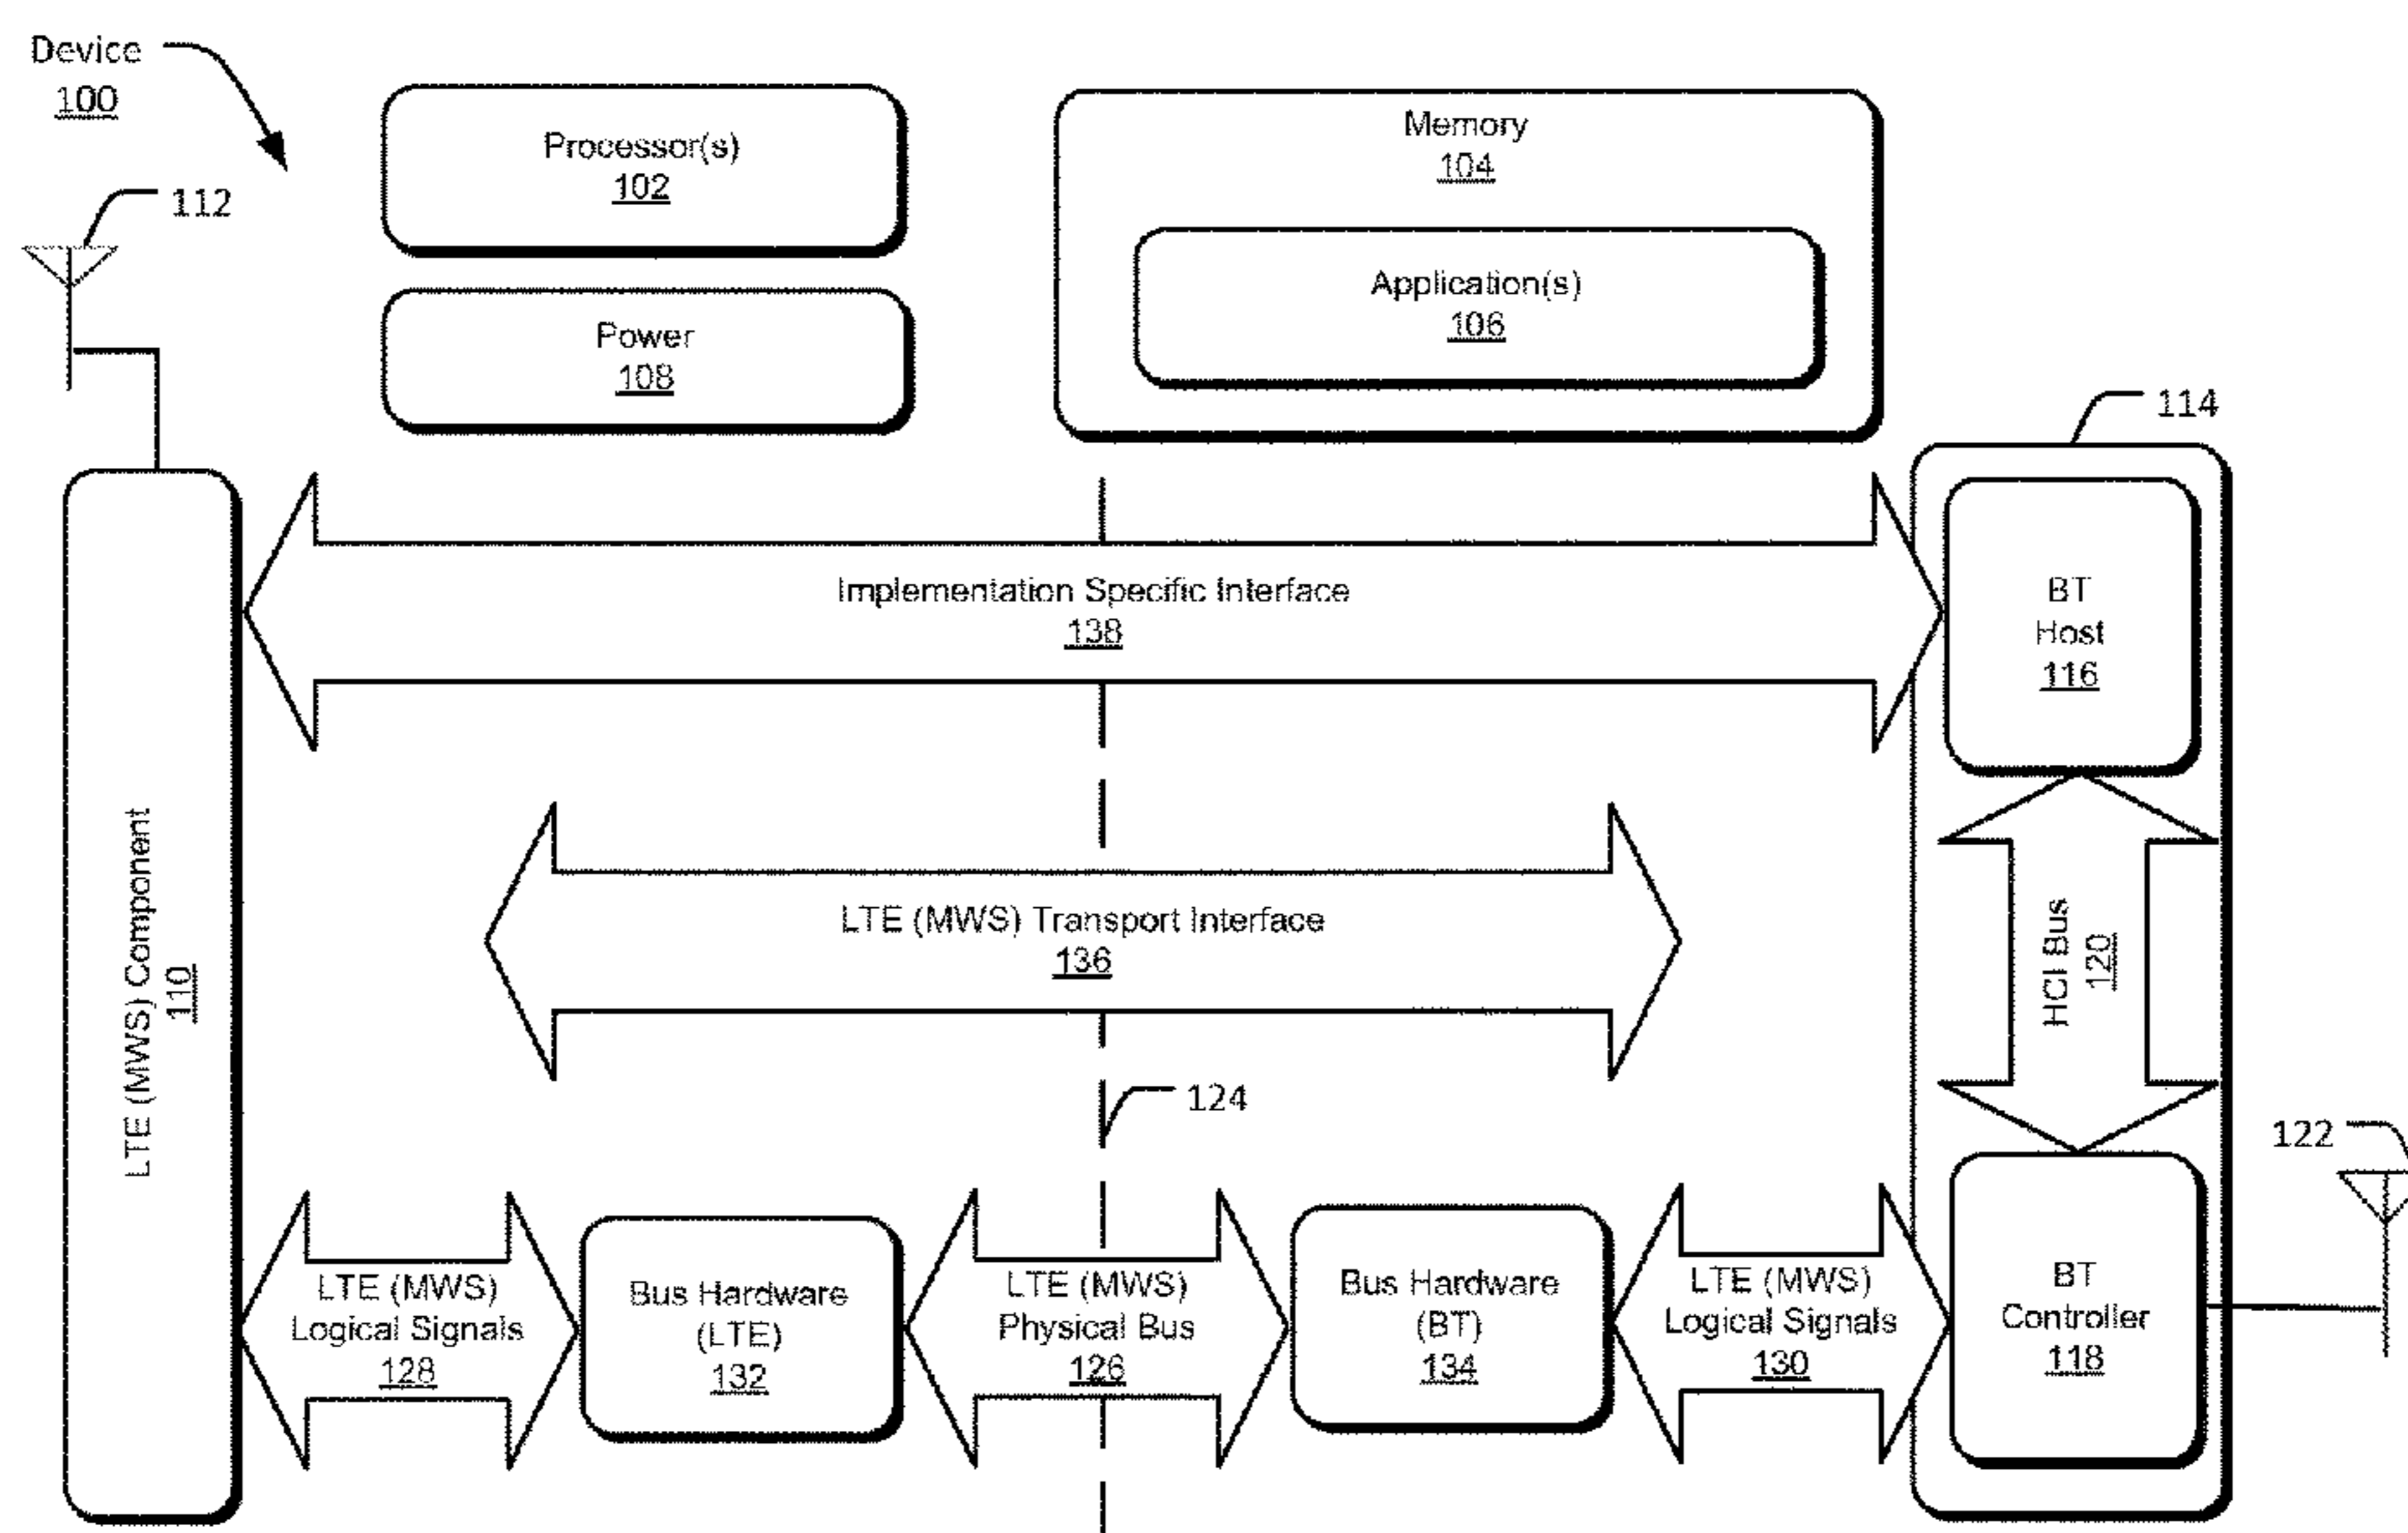 Device
100
Processor(s)
102
Memory
104
112
Application(s)
106
Power
108
114
Implementation Specific Interface
138
BT
Host
116
LTE (MWS) Component
110
LTE (MWS) Transport Interface
136
HCI Bus
120
124
122
LTE (MWS)
Logical Signals
128
Bus Hardware
(LTE)
132
LTE (MWS)
Physical Bus
126
Bus Hardware
(BT)
134
LTE (MWS)
Logical Signals
130
BT
Controller
118